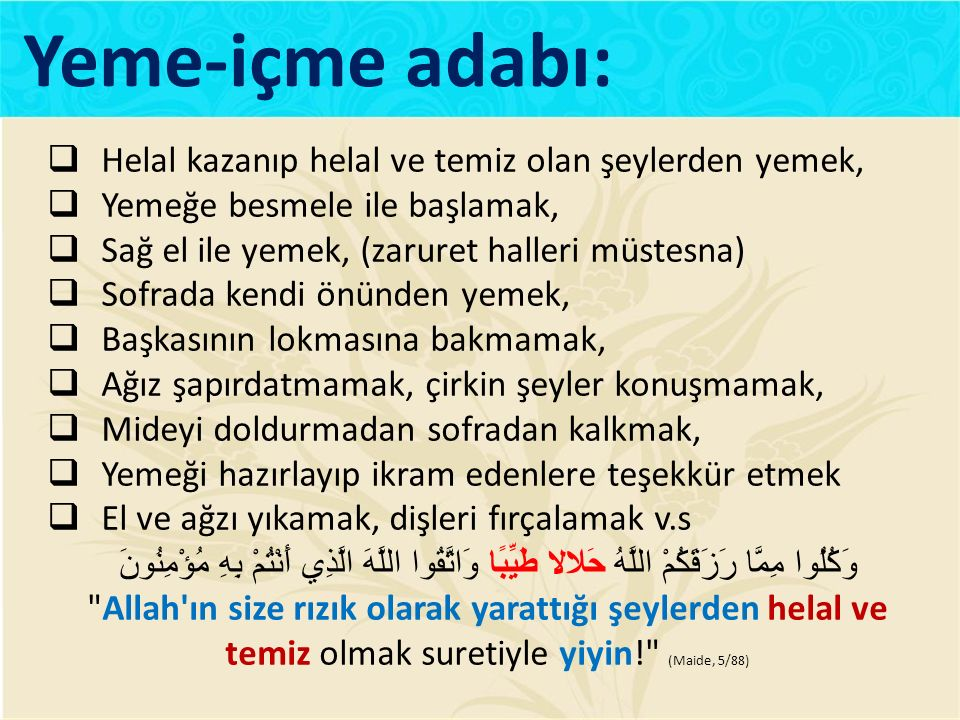 Yeme-içme adabı:
Helal kazanıp helal ve temiz olan şeylerden yemek,
Yemeğe besmele ile başlamak,
Sağ el ile yemek, (zaruret halleri müstesna)
Sofrada kendi önünden yemek,
Başkasının lokmasına bakmamak,
Ağız şapırdatmamak, çirkin şeyler konuşmamak,
Mideyi doldurmadan sofradan kalkmak,
Yemeği hazırlayıp ikram edenlere teşekkür etmek
El ve ağzı yıkamak, dişleri fırçalamak v.s
وَكُلُوا مِمَّا رَزَقَكُمْ اللَّهُ حَلالا طَيِّبًا وَاتَّقُوا اللَّهَ الَّذِي أَنْتُمْ بِهِ مُؤْمِنُونَ
"Allah'ın size rızık olarak yarattığı şeylerden helal ve
temiz olmak suretiyle yiyin!" (Maide, 5/88)